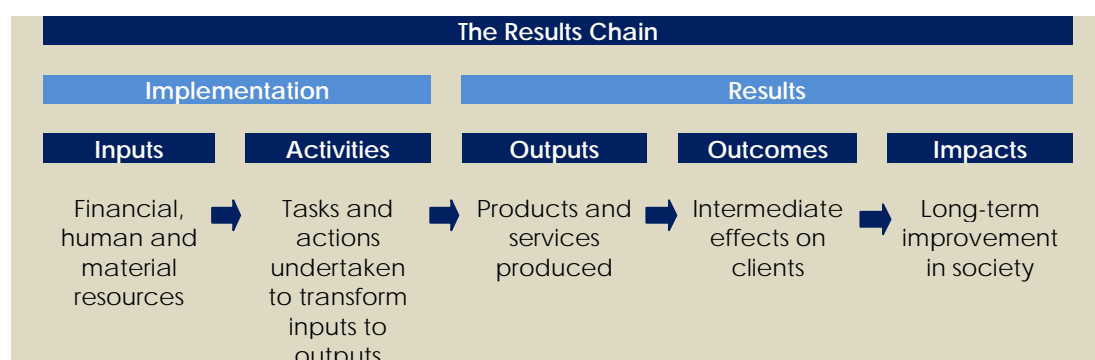 The Results Chain
Implementation
Results
Inputs
Activities
Outputs
Outcomes
Impacts
Financial,
human and
material
resources
Tasks and
actions
undertaken
to transform
inputs to
outputs
Products and
services
produced
Intermediate
effects on
clients
Long-term
improvement
in society